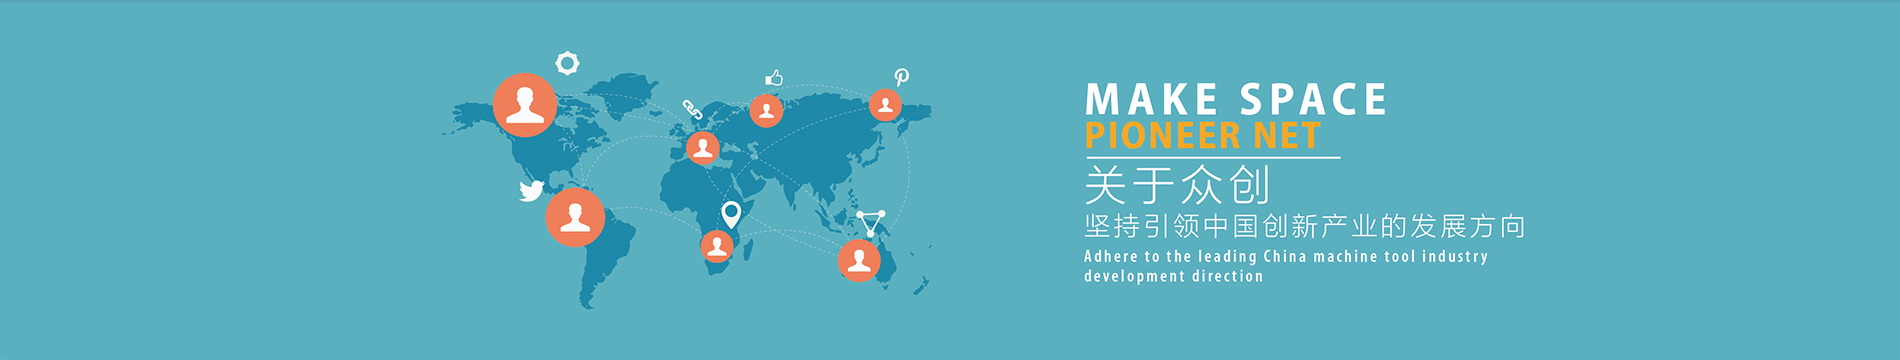 MAKE SPACE
PIONEER NET
关于众创
坚持引领中国创新产业的发展方向
Adhere to the leading China machine tool industry
development direction